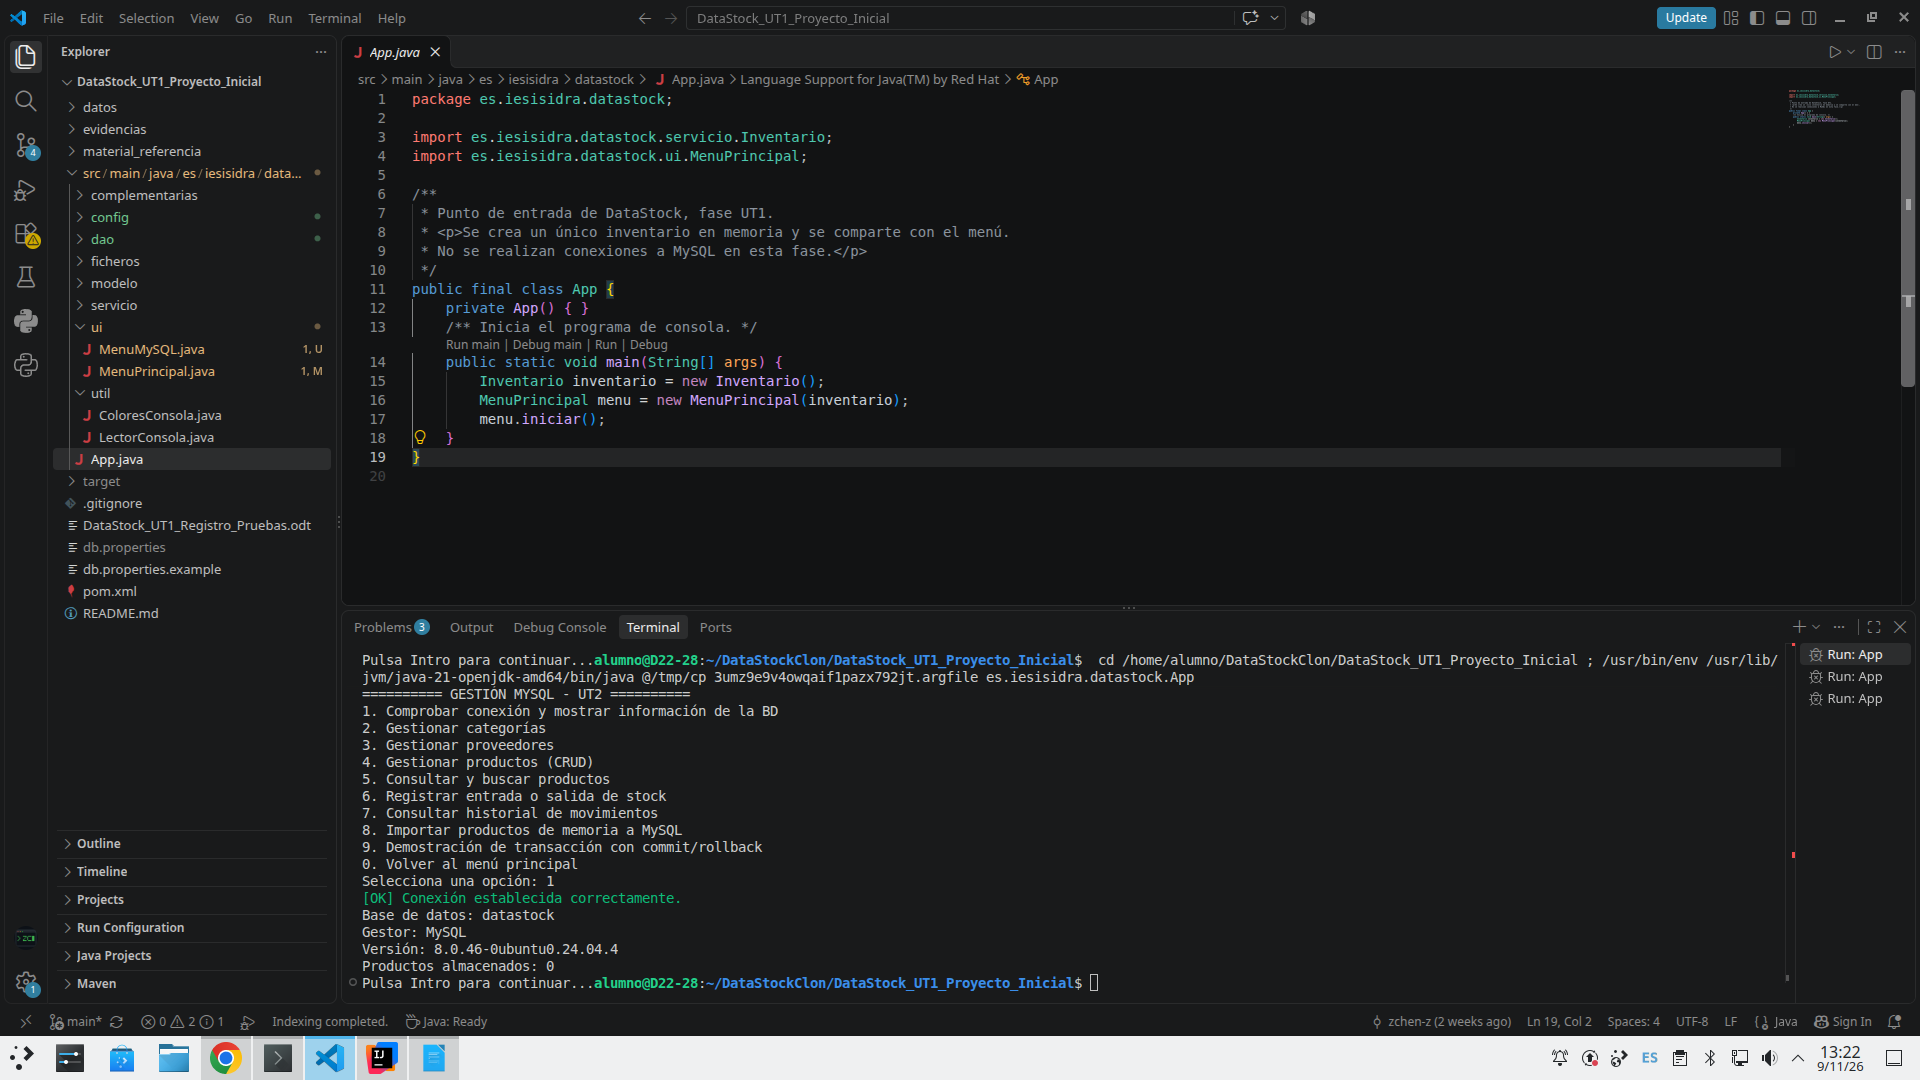 File Edit Selection View Go Run Terminal Help
DataStock_UT1_Proyecto_Inicial
Update
Explorer
DataStock_UT1_Proyecto_Inicial
datos
evidencias
material_referencia
src / main / java / es / iesisidra / data...
complementarias
config
dao
ficheros
modelo
servicio
ui
MenuMySQL.java 1, U
MenuPrincipal.java 1, M
util
ColoresConsola.java
LectorConsola.java
App.java
target
.gitignore
DataStock_UT1_Registro_Pruebas.odt
db.properties
db.properties.example
pom.xml
README.md
Outline
Timeline
Projects
Run Configuration
Java Projects
Maven
4
1
App.java
src > main > java > es > iesisidra > datastock > App.java > Language Support for Java(TM) by Red Hat > App
1 package es.iesisidra.datastock;
2
3 import es.iesisidra.datastock.servicio.Inventario;
4 import es.iesisidra.datastock.ui.MenuPrincipal;
5
6 /**
7 * Punto de entrada de DataStock, fase UT1.
8 * <p>Se crea un único inventario en memoria y se comparte con el menú.
9 * No se realizan conexiones a MySQL en esta fase.</p>
10 */
11 public final class App {
12 private App() { }
13 /** Inicia el programa de consola. */
Run main | Debug main | Run | Debug
14 public static void main(String[] args) {
15 Inventario inventario = new Inventario();
16 MenuPrincipal menu = new MenuPrincipal(inventario);
17 menu.iniciar();
18 }
19 }
20
Problems 3 Output Debug Console Terminal Ports
Pulsa Intro para continuar...alumno@D22-28:~/DataStockClon/DataStock_UT1_Proyecto_Inicial$ cd /home/alumno/DataStockClon/DataStock_UT1_Proyecto_Inicial ; /usr/bin/env /usr/lib/
jvm/java-21-openjdk-amd64/bin/java @/tmp/cp_3umz9e9v4owqaif1pazx792jt.argfile es.iesisidra.datastock.App
========== GESTIÓN MYSQL - UT2 ==========
1. Comprobar conexión y mostrar información de la BD
2. Gestionar categorías
3. Gestionar proveedores
4. Gestionar productos (CRUD)
5. Consultar y buscar productos
6. Registrar entrada o salida de stock
7. Consultar historial de movimientos
8. Importar productos de memoria a MySQL
9. Demostración de transacción con commit/rollback
0. Volver al menú principal
Selecciona una opción: 1
[OK] Conexión establecida correctamente.
Base de datos: datastock
Gestor: MySQL
Versión: 8.0.46-0ubuntu0.24.04.4
Productos almacenados: 0
Pulsa Intro para continuar...alumno@D22-28:~/DataStockClon/DataStock_UT1_Proyecto_Inicial$
Run: App
Run: App
Run: App
main* 0 2 1 Indexing completed. Java: Ready
zchen-z (2 weeks ago) Ln 19, Col 2 Spaces: 4 UTF-8 LF { } Java Sign In
ES
13:22
9/11/26